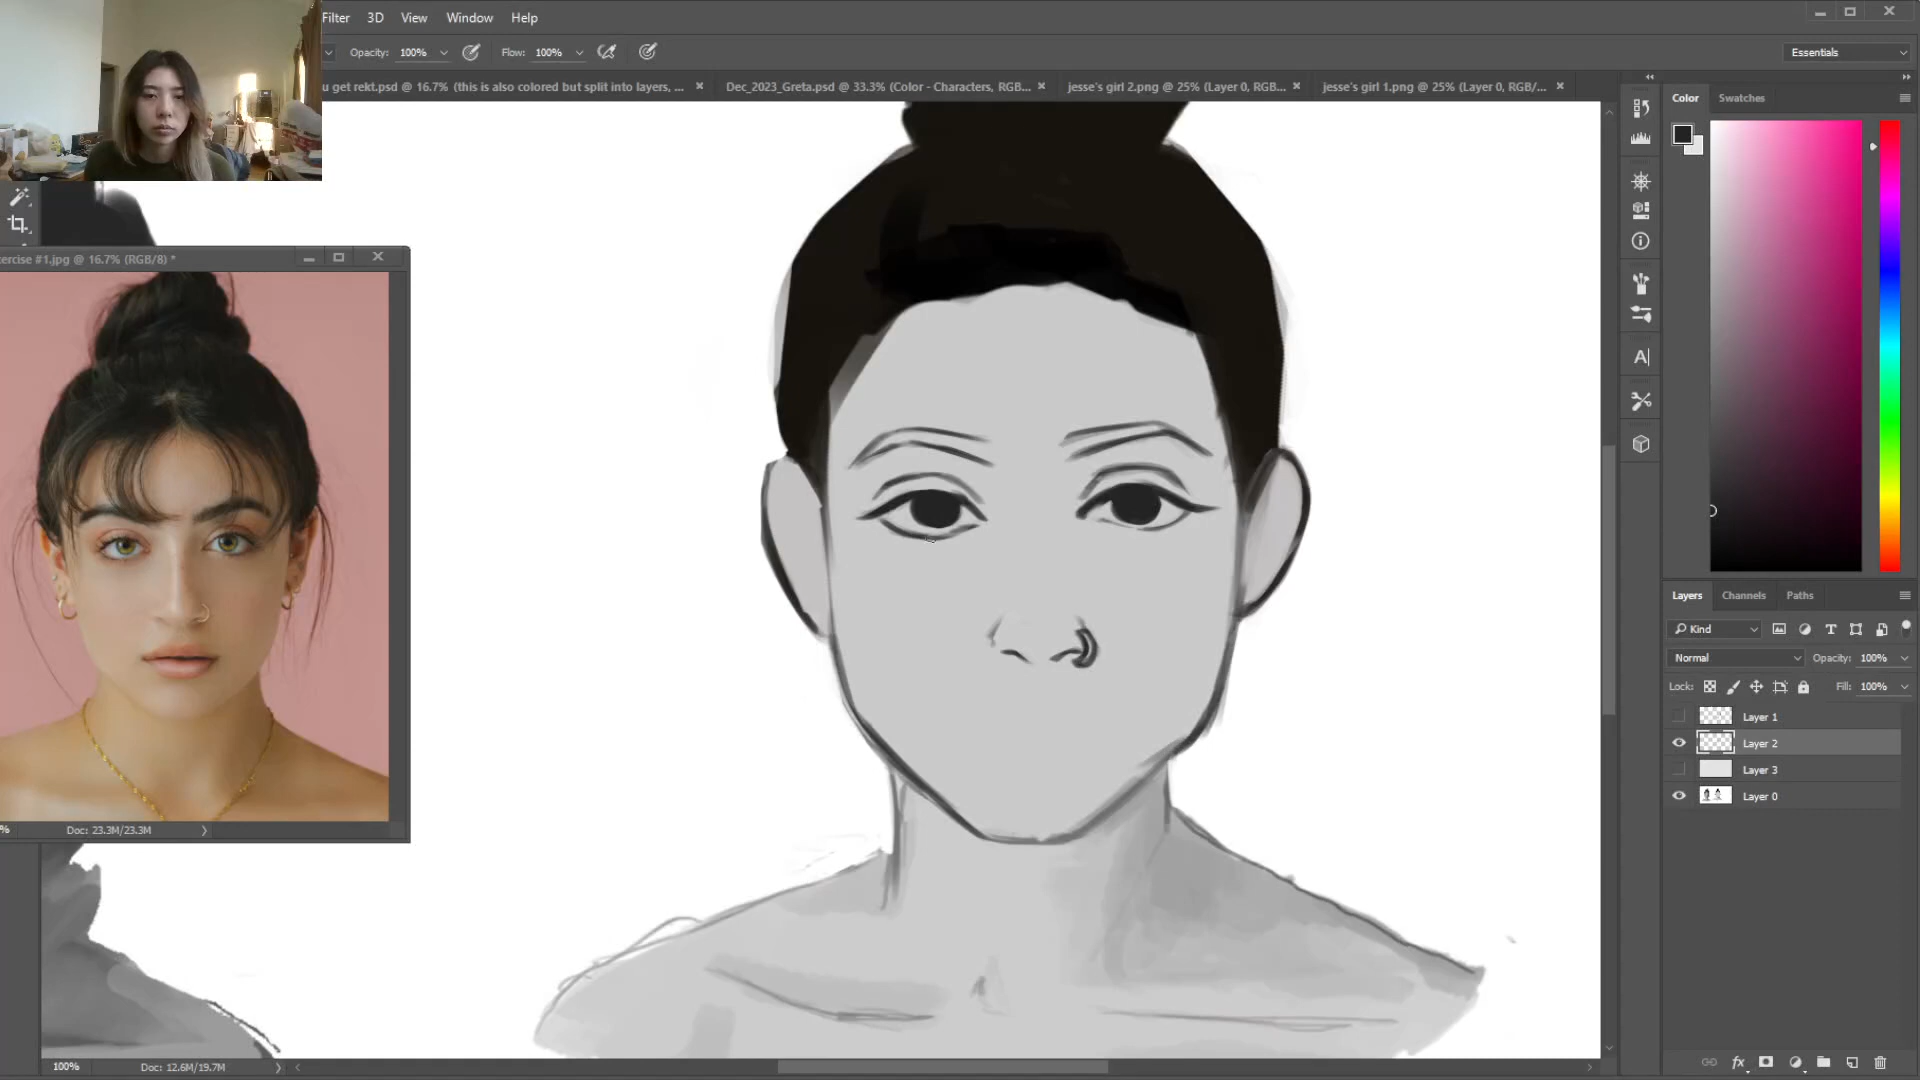 Filter 3D View Window Help
Opacity: 100% Flow: 100% Essentials
u get rekt.psd @ 16.7% (this is also colored but split into layers, ... Dec_2023_Greta.psd @ 33.3% (Color - Characters, RGB... jesse's girl 2.png @ 25% (Layer 0, RGB... jesse's girl 1.png @ 25% (Layer 0, RGB/...
Color Swatches
ercise #1.jpg @ 16.7% (RGB/8) *
% Doc: 23.3M/23.3M
Layers Channels Paths
Kind
Normal Opacity: 100%
Lock: Fill: 100%
Layer 1
Layer 2
Layer 3
Layer 0
100% Doc: 12.6M/19.7M